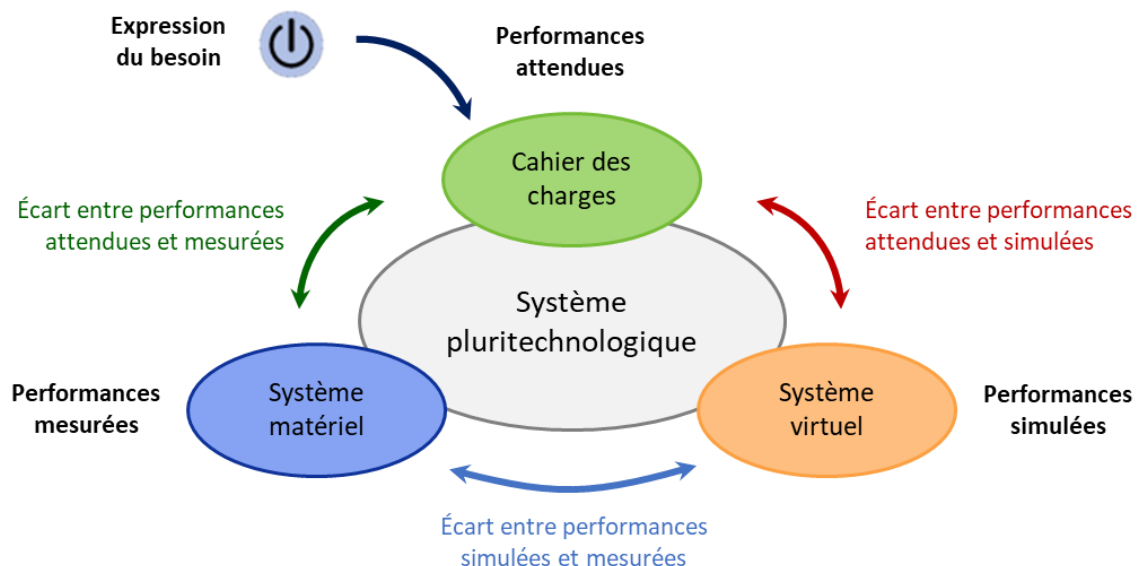 Expression
du besoin
Performances
attendues
Cahier des
charges
Écart entre performances
attendues et mesurées
Écart entre performances
attendues et simulées
Système
pluritechnologique
Performances
mesurées
Système
matériel
Système
virtuel
Performances
simulées
Écart entre performances
simulées et mesurées